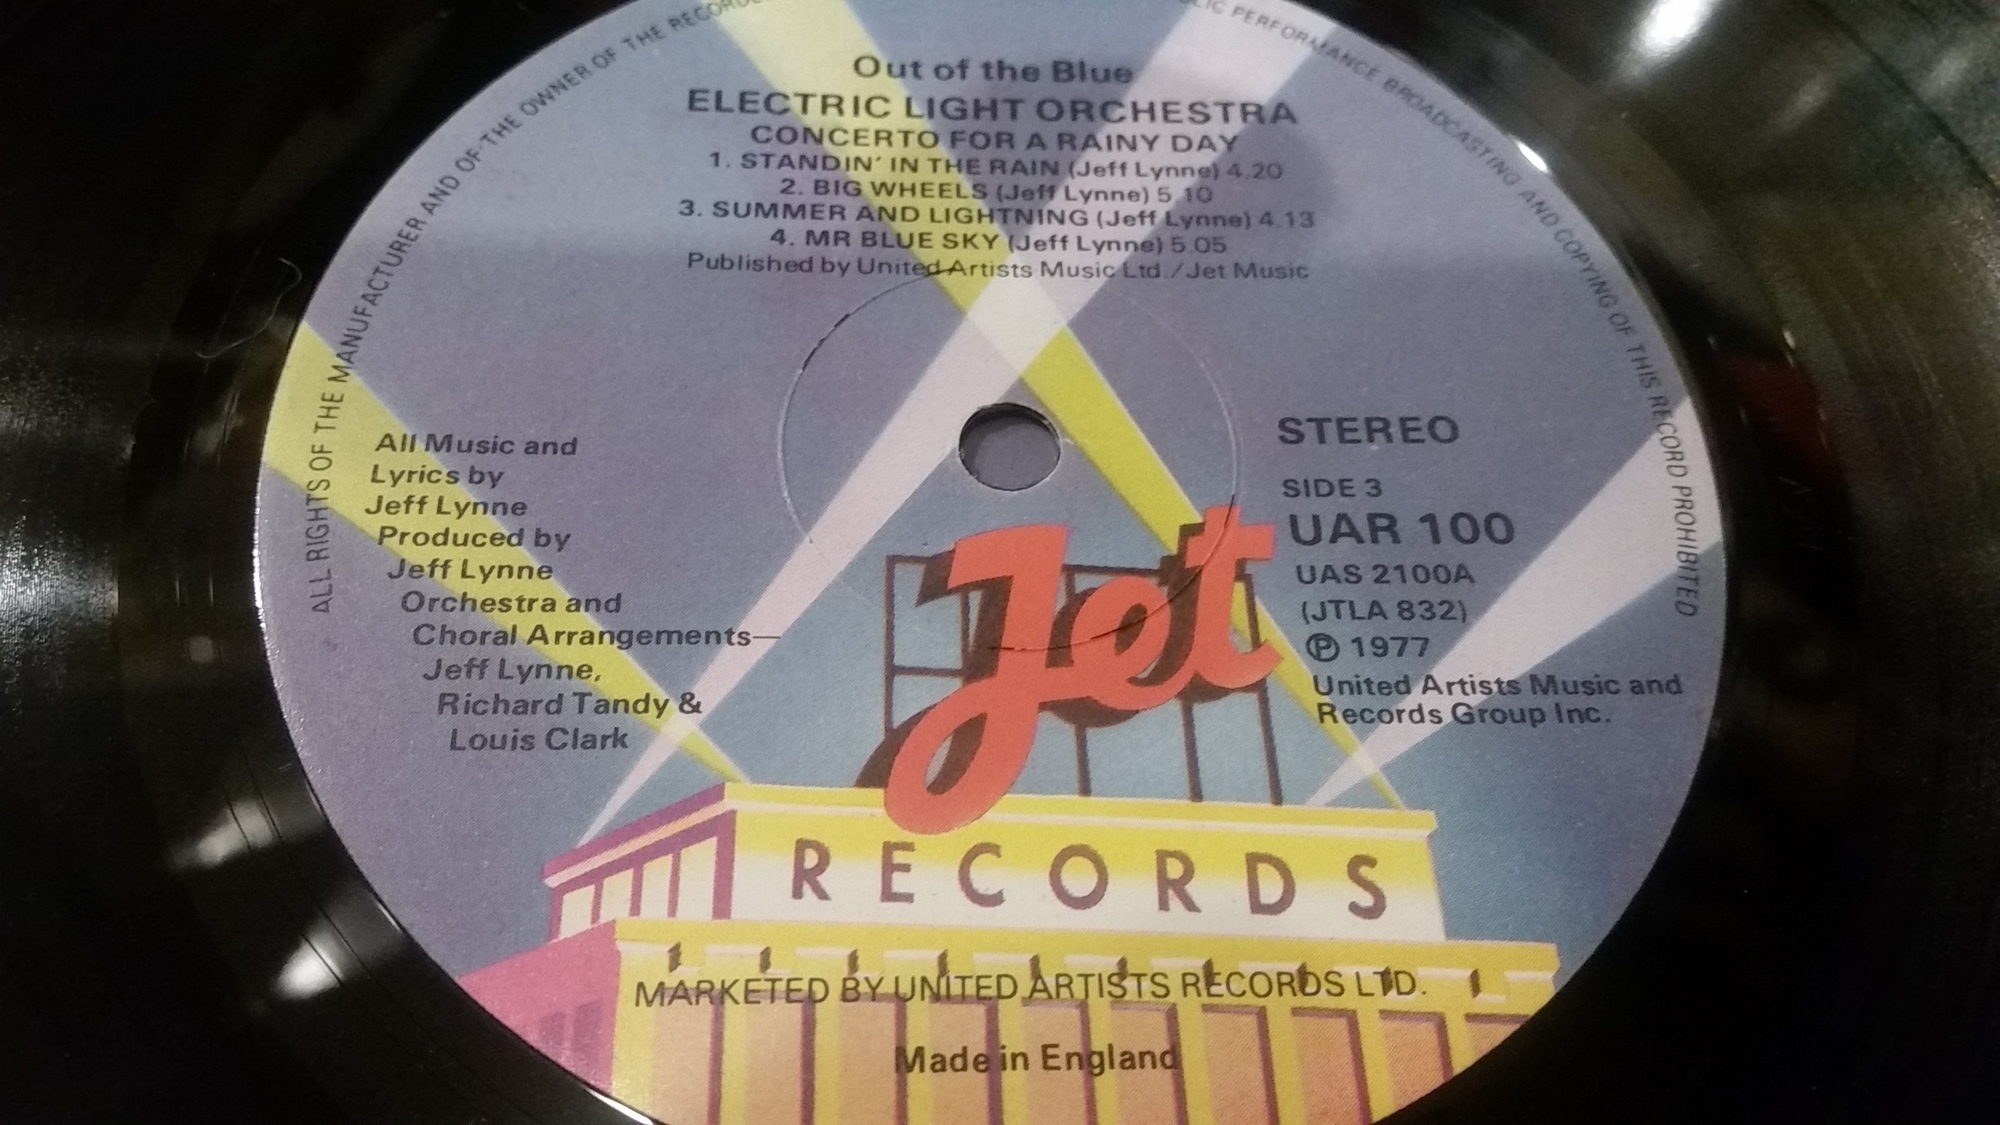 ALL RIGHTS OF THE MANUFACTURER AND OF THE OWNER OF THE
PERFORMANCE BROADCASTING AND COPYING OF THIS RECORD PROHIBITED
Out of the Blue
ELECTRIC LIGHT ORCHESTRA
CONCERTO FOR A RAINY DAY
1. STANDIN' IN THE RAIN (Jeff Lynne) 4.20
2. BIG WHEELS (Jeff Lynne) 5.10
3. SUMMER AND LIGHTNING (Jeff Lynne) 4.13
4. MR BLUE SKY (Jeff Lynne) 5.05
Published by United Artists Music Ltd./Jet Music
All Music and
Lyrics by
Jeff Lynne
Produced by
Jeff Lynne
Orchestra and
Choral Arrangements—
Jeff Lynne,
Richard Tandy &
Louis Clark
STEREO
SIDE 3
UAR 100
UAS 2100A
(JTLA 832)
℗ 1977
United Artists Music and
Records Group Inc.
Jet
RECORDS
MARKETED BY UNITED ARTISTS RECORDS LTD.
Made in England